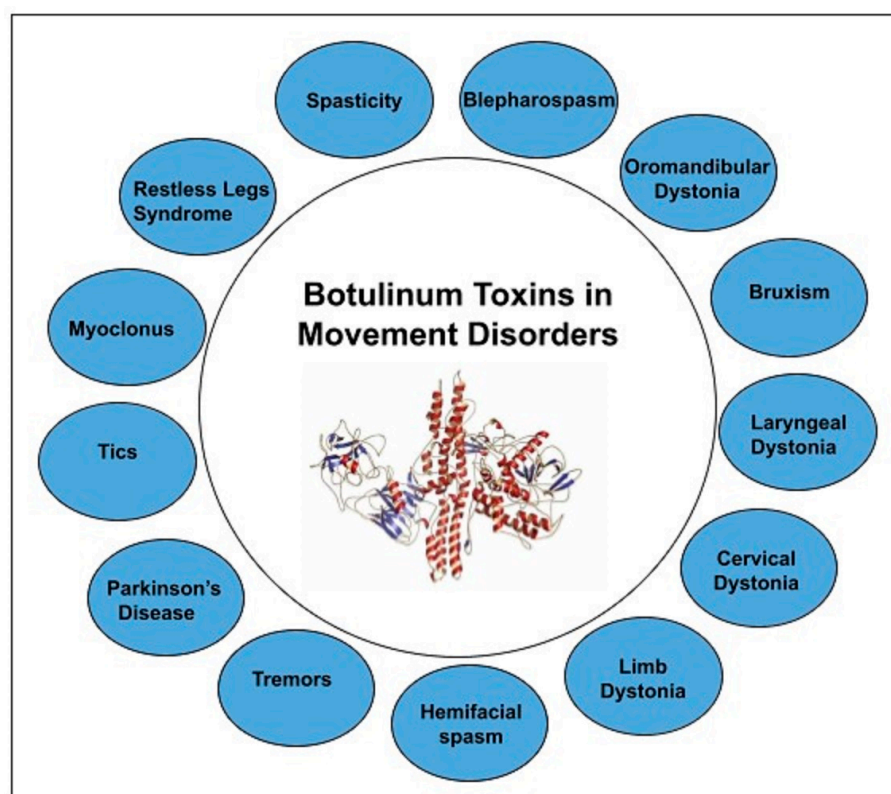 Botulinum Toxins in
Movement Disorders
Spasticity
Blepharospasm
Oromandibular
Dystonia
Bruxism
Laryngeal
Dystonia
Cervical
Dystonia
Limb
Dystonia
Hemifacial
spasm
Tremors
Parkinson's
Disease
Tics
Myoclonus
Restless Legs
Syndrome